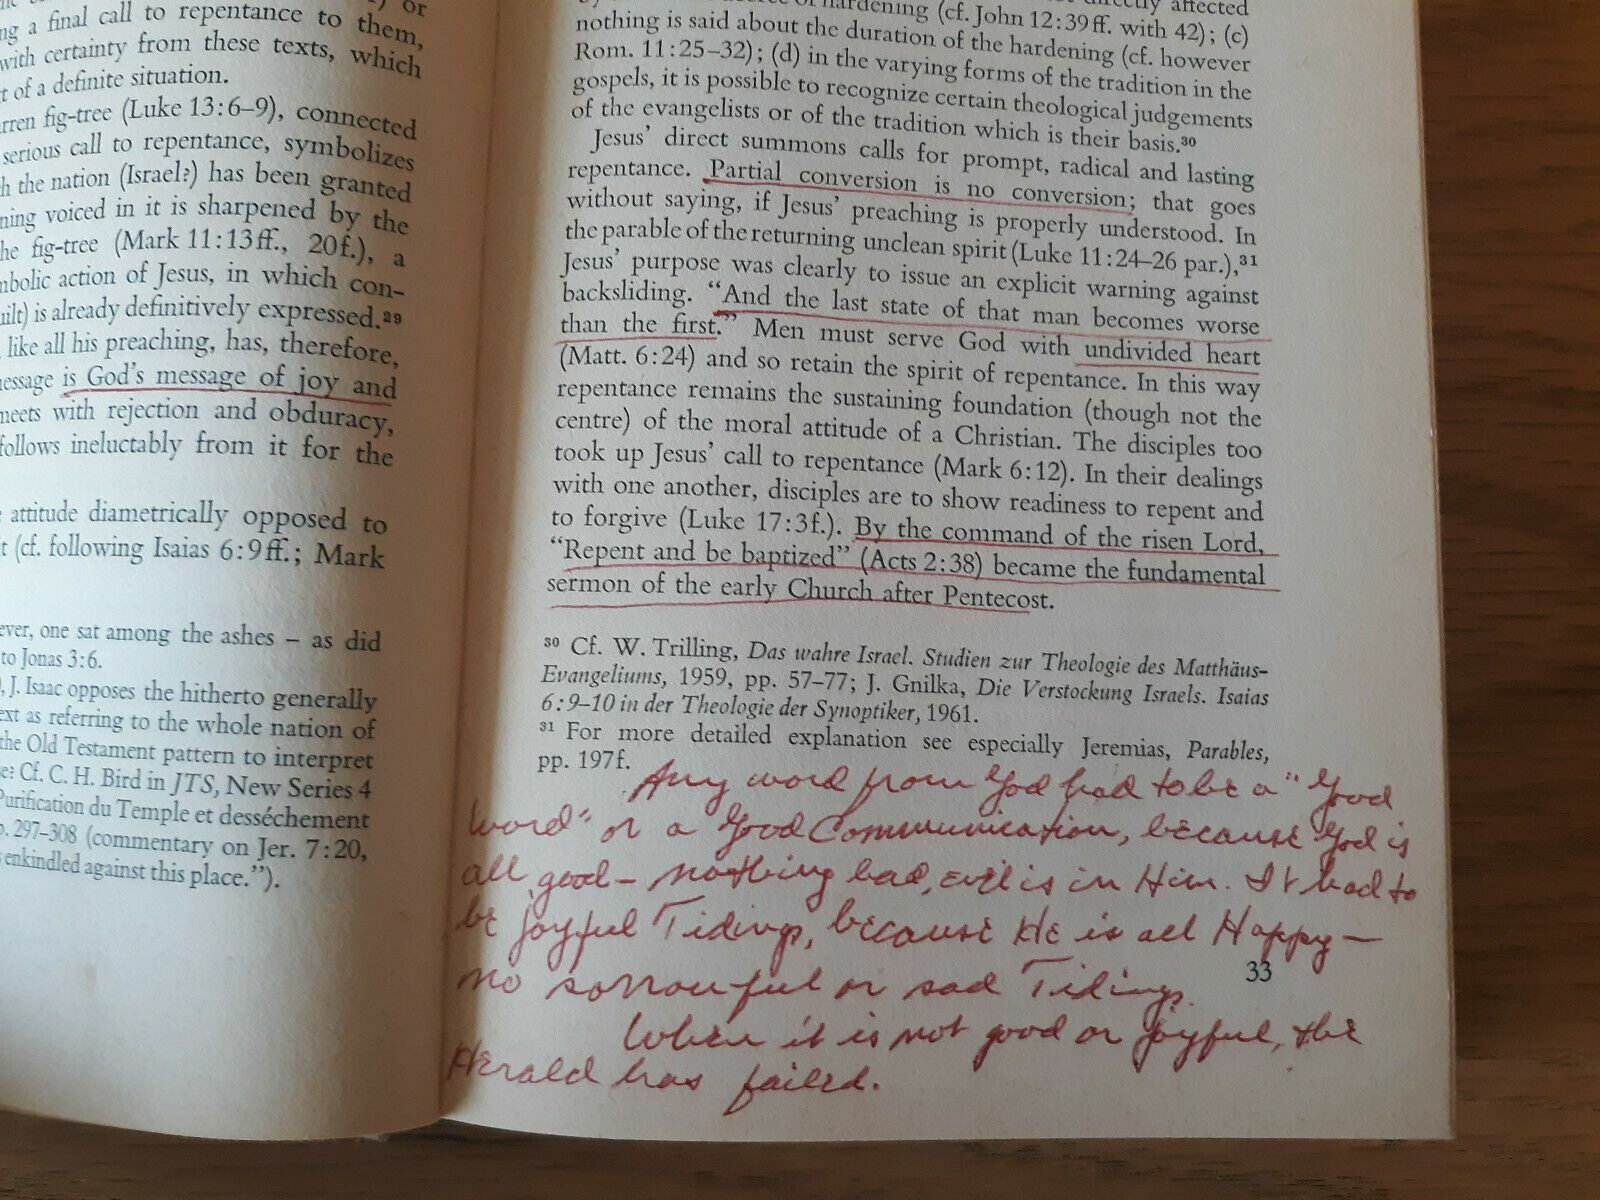 or
ng a final call to repentance to them,
with certainty from these texts, which
t of a definite situation.
rren fig-tree (Luke 13:6–9), connected
serious call to repentance, symbolizes
h the nation (Israel?) has been granted
ning voiced in it is sharpened by the
he fig-tree (Mark 11:13ff., 20f.), a
mbolic action of Jesus, in which con-
uilt) is already definitively expressed.²⁹
like all his preaching, has, therefore,
nessage is God's message of joy and
meets with rejection and obduracy,
follows ineluctably from it for the
attitude diametrically opposed to
t (cf. following Isaias 6:9ff.; Mark
ever, one sat among the ashes – as did
to Jonas 3:6.
), J. Isaac opposes the hitherto generally
ext as referring to the whole nation of
the Old Testament pattern to interpret
e? Cf. C. H. Bird in JTS, New Series 4
Purification du Temple et desséchement
p. 297–308 (commentary on Jer. 7:20,
s enkindled against this place.").
directly affected
hardening (cf. John 12:39ff. with 42); (c)
nothing is said about the duration of the hardening (cf. however
Rom. 11:25–32); (d) in the varying forms of the tradition in the
gospels, it is possible to recognize certain theological judgements
of the evangelists or of the tradition which is their basis.³⁰
Jesus' direct summons calls for prompt, radical and lasting
repentance. Partial conversion is no conversion; that goes
without saying, if Jesus' preaching is properly understood. In
the parable of the returning unclean spirit (Luke 11:24–26 par.),³¹
Jesus' purpose was clearly to issue an explicit warning against
backsliding. "And the last state of that man becomes worse
than the first." Men must serve God with undivided heart
(Matt. 6:24) and so retain the spirit of repentance. In this way
repentance remains the sustaining foundation (though not the
centre) of the moral attitude of a Christian. The disciples too
took up Jesus' call to repentance (Mark 6:12). In their dealings
with one another, disciples are to show readiness to repent and
to forgive (Luke 17:3f.). By the command of the risen Lord,
"Repent and be baptized" (Acts 2:38) became the fundamental
sermon of the early Church after Pentecost.
³⁰ Cf. W. Trilling, Das wahre Israel. Studien zur Theologie des Matthäus-
Evangeliums, 1959, pp. 57–77; J. Gnilka, Die Verstockung Israels. Isaias
6:9–10 in der Theologie der Synoptiker, 1961.
³¹ For more detailed explanation see especially Jeremias, Parables,
pp. 197f.
Any word from God had to be a "Good
Word" or a Good Communication, because God is
all good – nothing bad, evil is in Him. It had to
be joyful Tidings, because He is all Happy –
no sorrowful or sad Tidings.
33
When it is not good or joyful, the
Herald has failed.